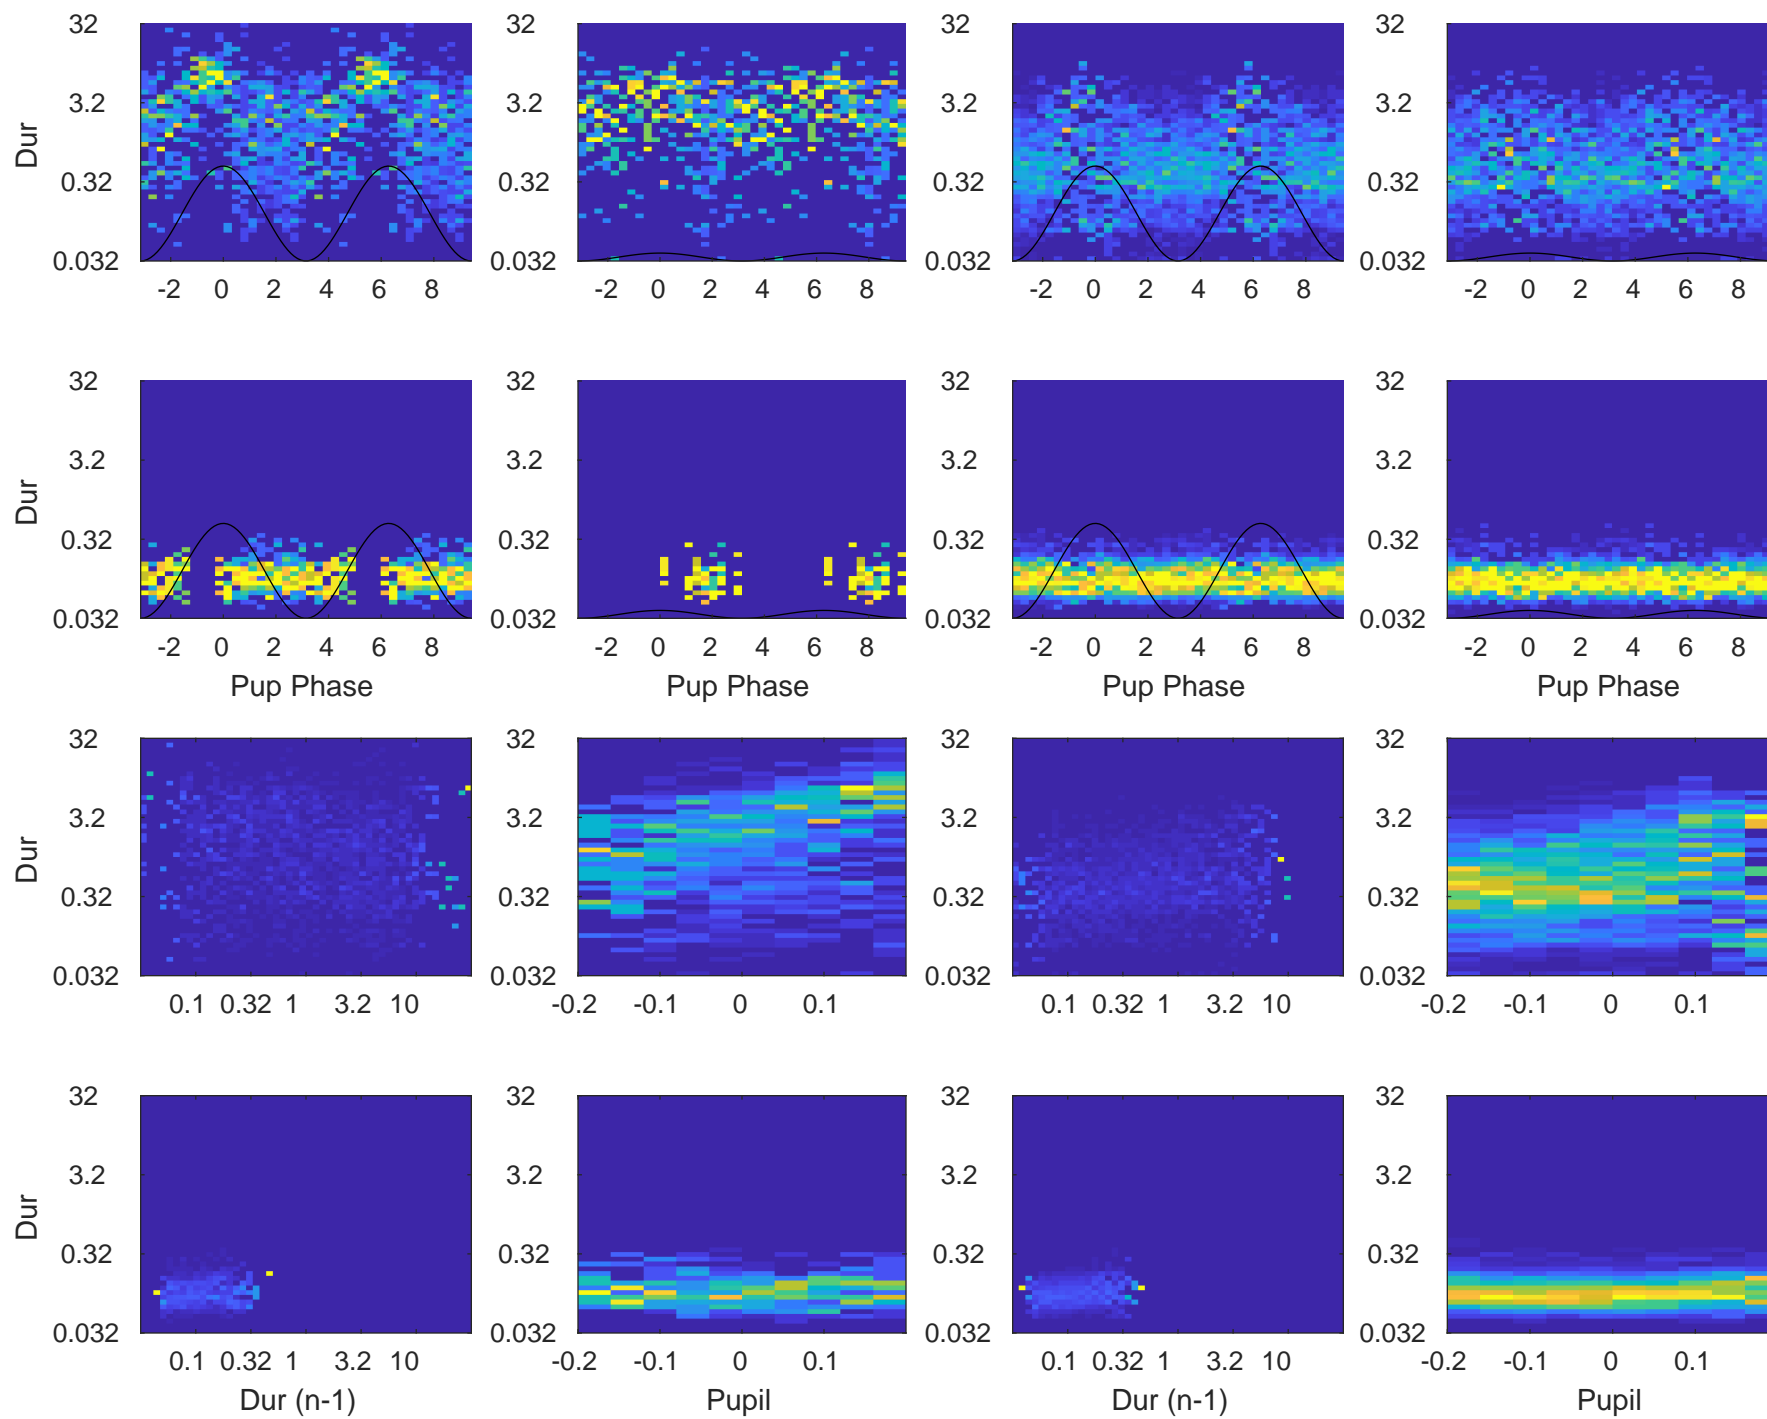 32 32 32 32
3.2 3.2 3.2 3.2
Dur
0.32 0.32 0.32 0.32
0.032 0.032 0.032 0.032
-2 0 2 4 6 8 -2 0 2 4 6 8 -2 0 2 4 6 8 -2 0 2 4 6 8
32 32 32 32
3.2 3.2 3.2 3.2
Dur
0.32 0.32 0.32 0.32
0.032 0.032 0.032 0.032
-2 0 2 4 6 8 -2 0 2 4 6 8 -2 0 2 4 6 8 -2 0 2 4 6 8
Pup Phase Pup Phase Pup Phase Pup Phase
32 32 32 32
3.2 3.2 3.2 3.2
Dur
0.32 0.32 0.32 0.32
0.032 0.032 0.032 0.032
0.1 0.32 1 3.2 10 -0.2 -0.1 0 0.1 0.1 0.32 1 3.2 10 -0.2 -0.1 0 0.1
32 32 32 32
3.2 3.2 3.2 3.2
Dur
0.32 0.32 0.32 0.32
0.032 0.032 0.032 0.032
0.1 0.32 1 3.2 10 -0.2 -0.1 0 0.1 0.1 0.32 1 3.2 10 -0.2 -0.1 0 0.1
Dur (n-1) Pupil Dur (n-1) Pupil